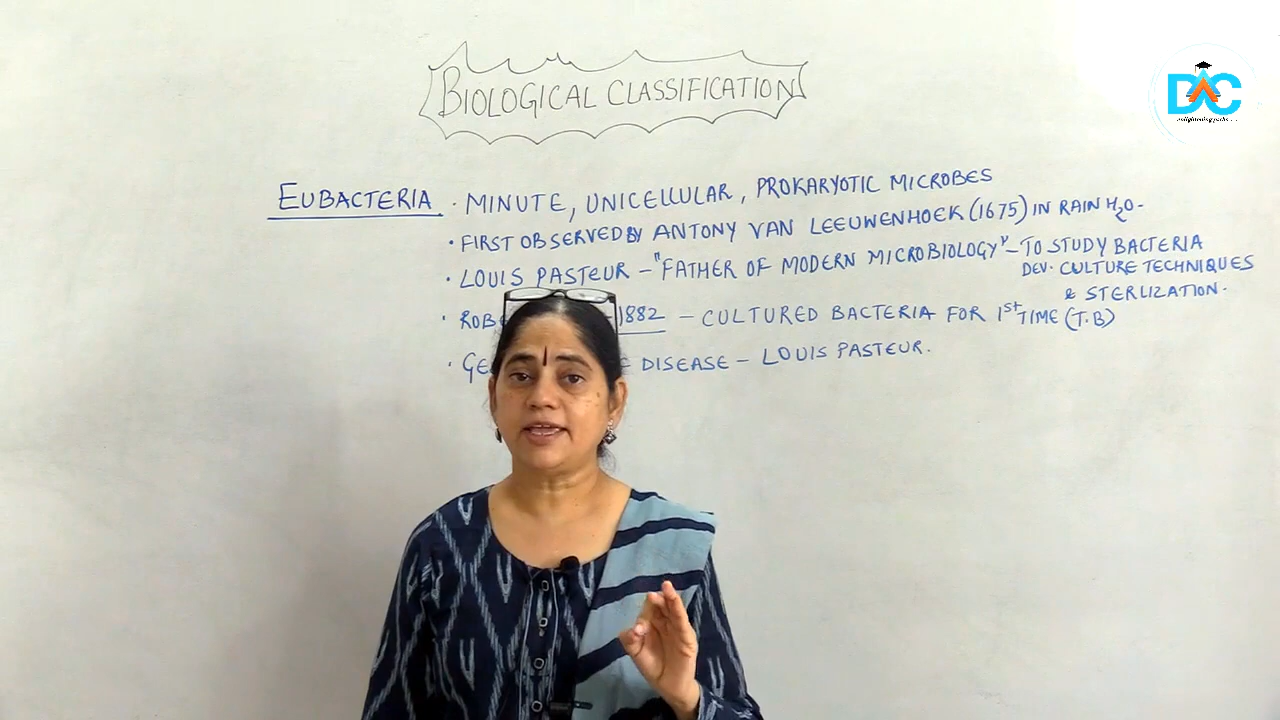 BIOLOGICAL CLASSIFICATION
DAC
EUBACTERIA . MINUTE, UNICELLULAR, PROKARYOTIC MICROBES
. FIRST OBSERVED BY ANTONY VAN LEEUWENHOEK (1675) IN RAIN H2O-
. LOUIS PASTEUR - "FATHER OF MODERN MICROBIOLOGY" - TO STUDY BACTERIA
DEV. CULTURE TECHNIQUES
& STERLIZATION.
. 1882 - CULTURED BACTERIA FOR 1st TIME (T.B)
. DISEASE - LOUIS PASTEUR.